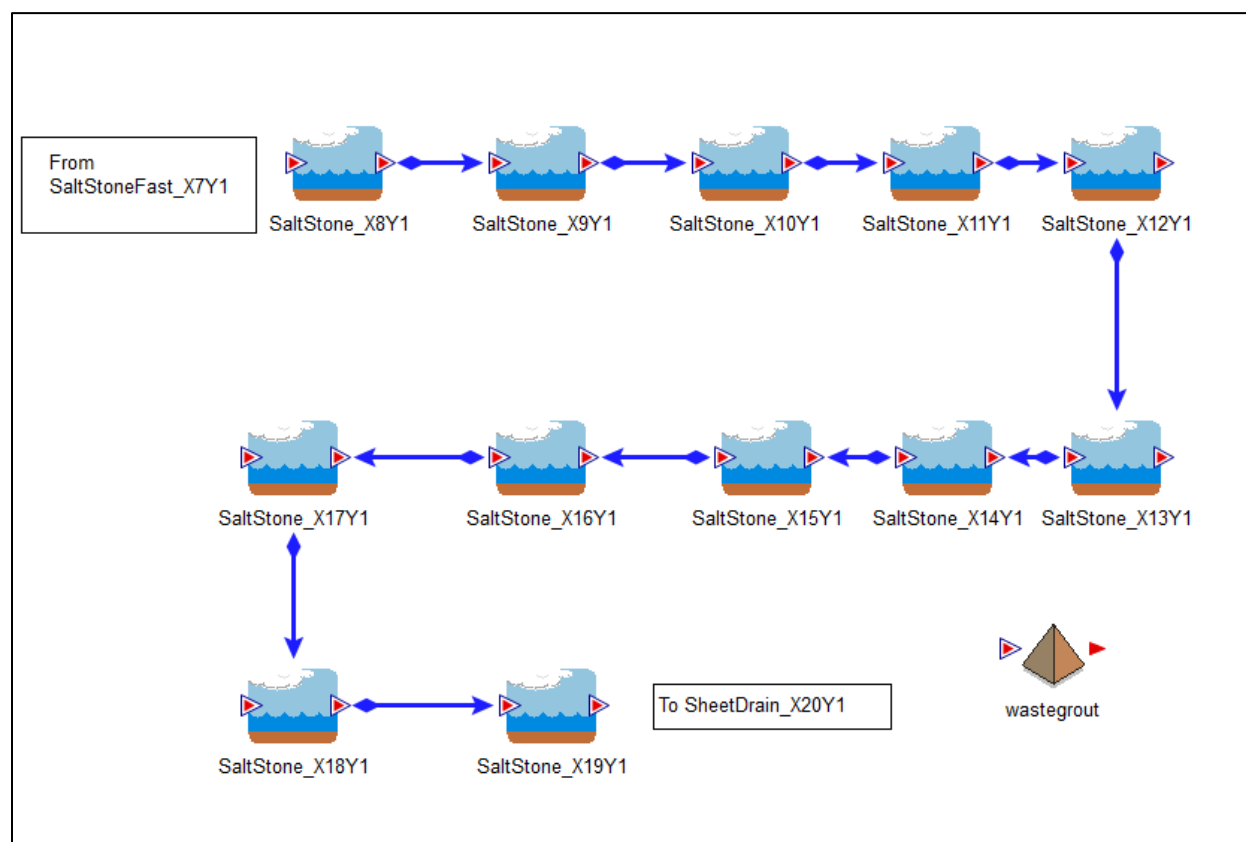 From
SaltStoneFast_X7Y1
SaltStone_X8Y1
SaltStone_X9Y1
SaltStone_X10Y1
SaltStone_X11Y1
SaltStone_X12Y1
SaltStone_X17Y1
SaltStone_X16Y1
SaltStone_X15Y1
SaltStone_X14Y1
SaltStone_X13Y1
SaltStone_X18Y1
SaltStone_X19Y1
To SheetDrain_X20Y1
wastegrout